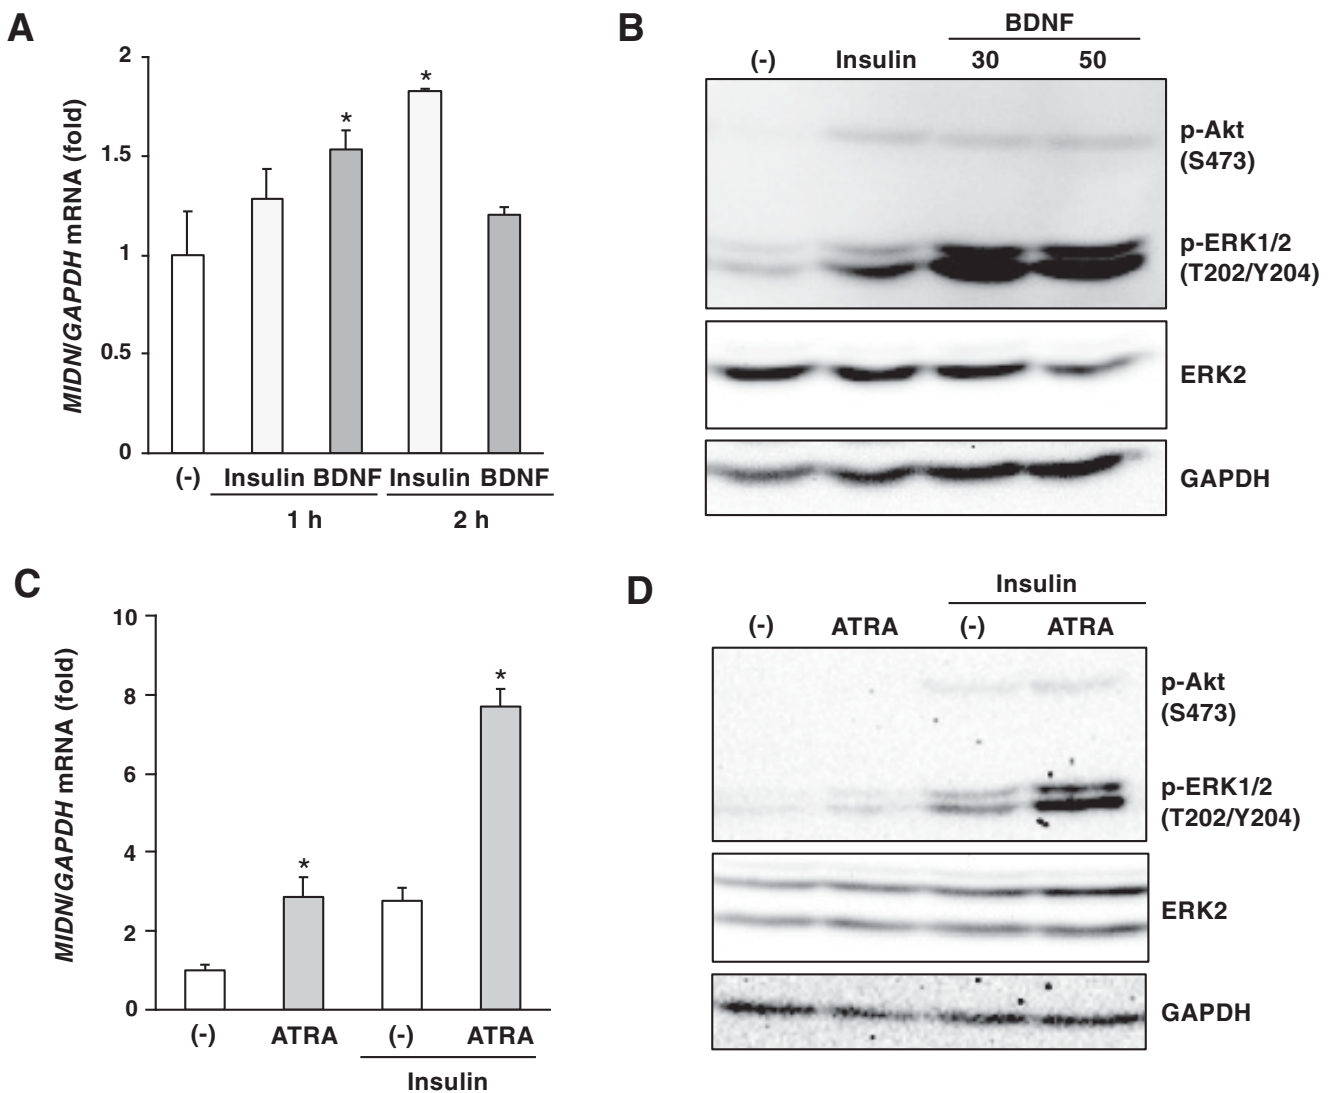 A
MIDN/GAPDH mRNA (fold)
2
1.5
1
0.5
0
* *
(-) Insulin BDNF Insulin BDNF
1 h 2 h
B
BDNF
(-) Insulin 30 50
p-Akt
(S473)
p-ERK1/2
(T202/Y204)
ERK2
GAPDH
C
MIDN/GAPDH mRNA (fold)
10
8
6
4
2
0
* *
(-) ATRA (-) ATRA
Insulin
D
Insulin
(-) ATRA (-) ATRA
p-Akt
(S473)
p-ERK1/2
(T202/Y204)
ERK2
GAPDH